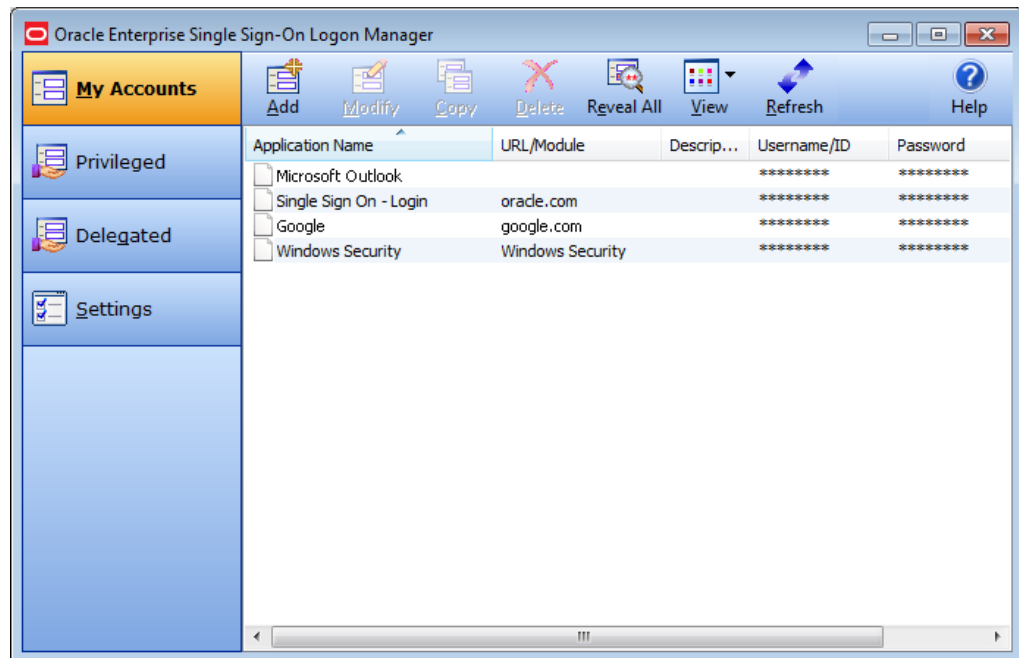 Oracle Enterprise Single Sign-On Logon Manager
My Accounts
Privileged
Delegated
Settings
Add Modify Copy Delete Reveal All View Refresh Help
Application Name URL/Module Descrip... Username/ID Password
Microsoft Outlook ******** ********
Single Sign On - Login oracle.com ******** ********
Google google.com ******** ********
Windows Security Windows Security ******** ********